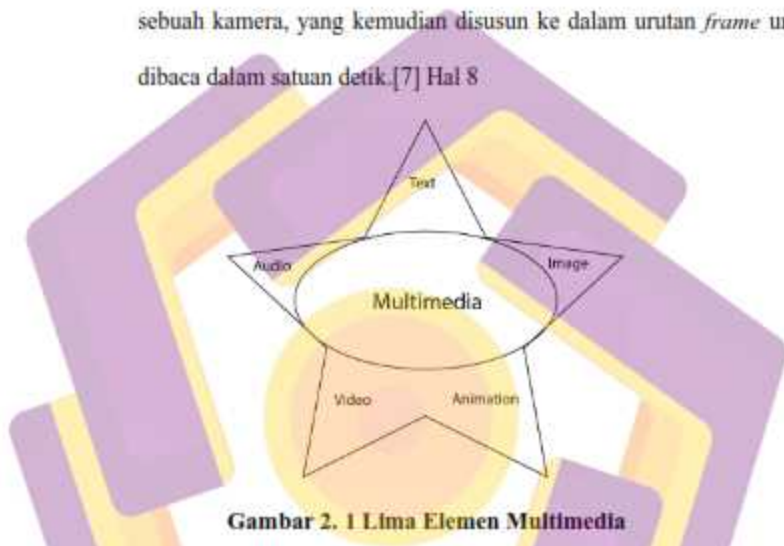 sebuah kamera, yang kemudian disusun ke dalam urutan frame
dibaca dalam satuan detik.[7] Hal 8
Text
Audio
Image
Multimedia
Video
Animation
Gambar 2. 1 Lima Elemen Multimedia